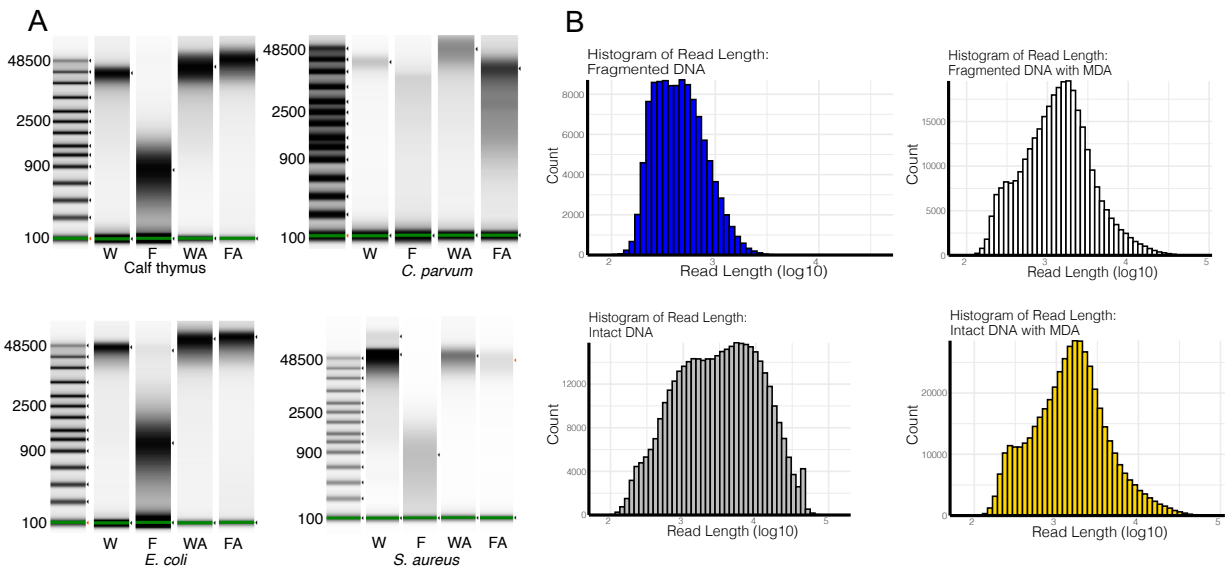 A
48500
2500
900
100
W F WA FA
Calf thymus
48500
2500
900
100
W F WA FA
C. parvum
48500
2500
900
100
W F WA FA
E. coli
48500
2500
900
100
W F WA FA
S. aureus
B
Histogram of Read Length:
Fragmented DNA
8000
6000
4000
2000
0
Count
2 3 4
Read Length (log10)
Histogram of Read Length:
Fragmented DNA with MDA
15000
10000
5000
0
Count
2 3 4 5
Read Length (log10)
Histogram of Read Length:
Intact DNA
12000
8000
4000
0
Count
2 3 4 5
Read Length (log10)
Histogram of Read Length:
Intact DNA with MDA
20000
10000
0
Count
2 3 4 5
Read Length (log10)